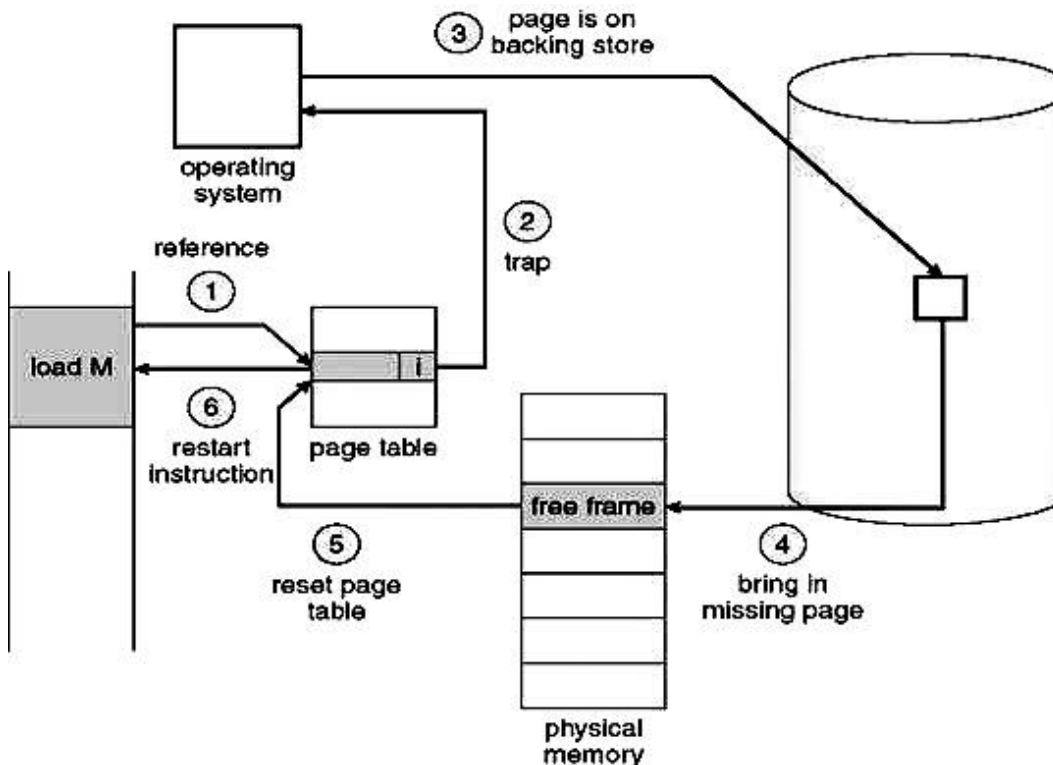 3
page is on
backing store
operating
system
2
trap
reference
1
load M
i
6
restart
instruction
page table
free frame
5
reset page
table
4
bring in
missing page
physical
memory